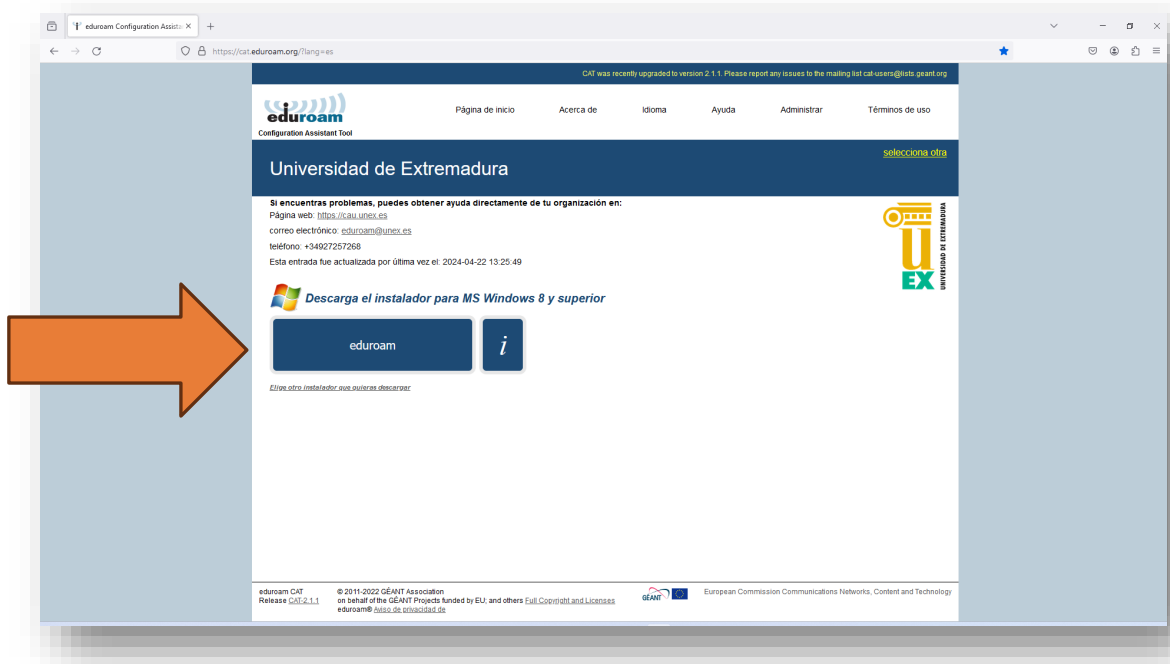 eduroam Configuration Assista
https://cat.eduroam.org/?lang=es
CAT was recently upgraded to version 2.1.1. Please report any issues to the mailing list cat-users@lists.geant.org
eduroam
Configuration Assistant Tool
Página de inicio Acerca de Idioma Ayuda Administrar Términos de uso
selecciona otra
Universidad de Extremadura
Si encuentras problemas, puedes obtener ayuda directamente de tu organización en:
Página web: https://cau.unex.es
correo electrónico: eduroam@unex.es
teléfono: +34927257268
Esta entrada fue actualizada por última vez el: 2024-04-22 13:25:49
UEX
UNIVERSIDAD DE EXTREMADURA
Descarga el instalador para MS Windows 8 y superior
eduroam i
Elige otro instalador que quieras descargar
eduroam CAT
Release CAT-2.1.1
© 2011-2022 GÉANT Association
on behalf of the GÉANT Projects funded by EU; and others Full Copyright and Licenses
eduroam® Aviso de privacidad de
GÉANT
European Commission Communications Networks, Content and Technology